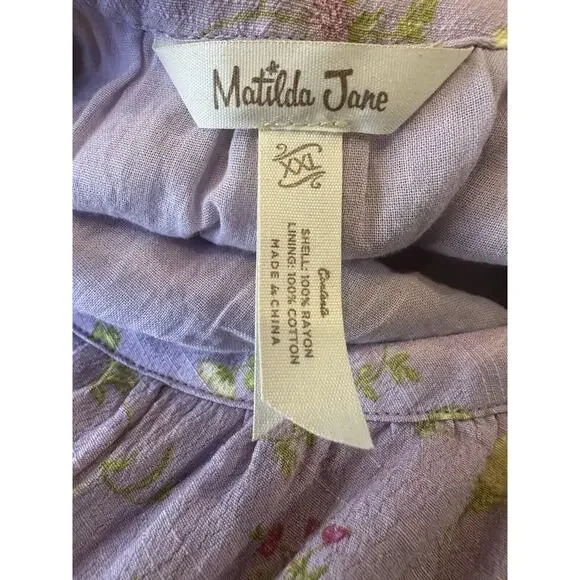 Matilda Jane
XXL
Contents
SHELL: 100% RAYON
LINING: 100% COTTON
MADE in CHINA